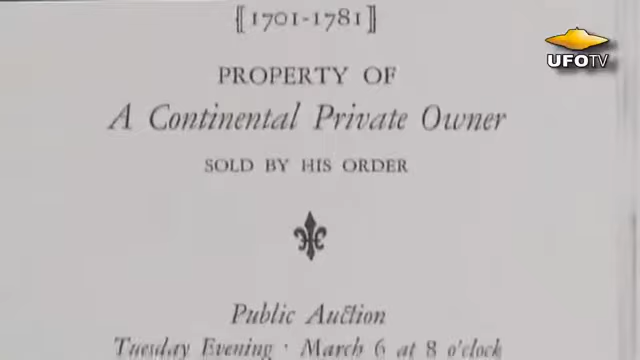 [1701-1781]
UFOTV
PROPERTY OF
A Continental Private Owner
SOLD BY HIS ORDER
Public Auction
Tuesday Evening · March 6 at 8 o'clock